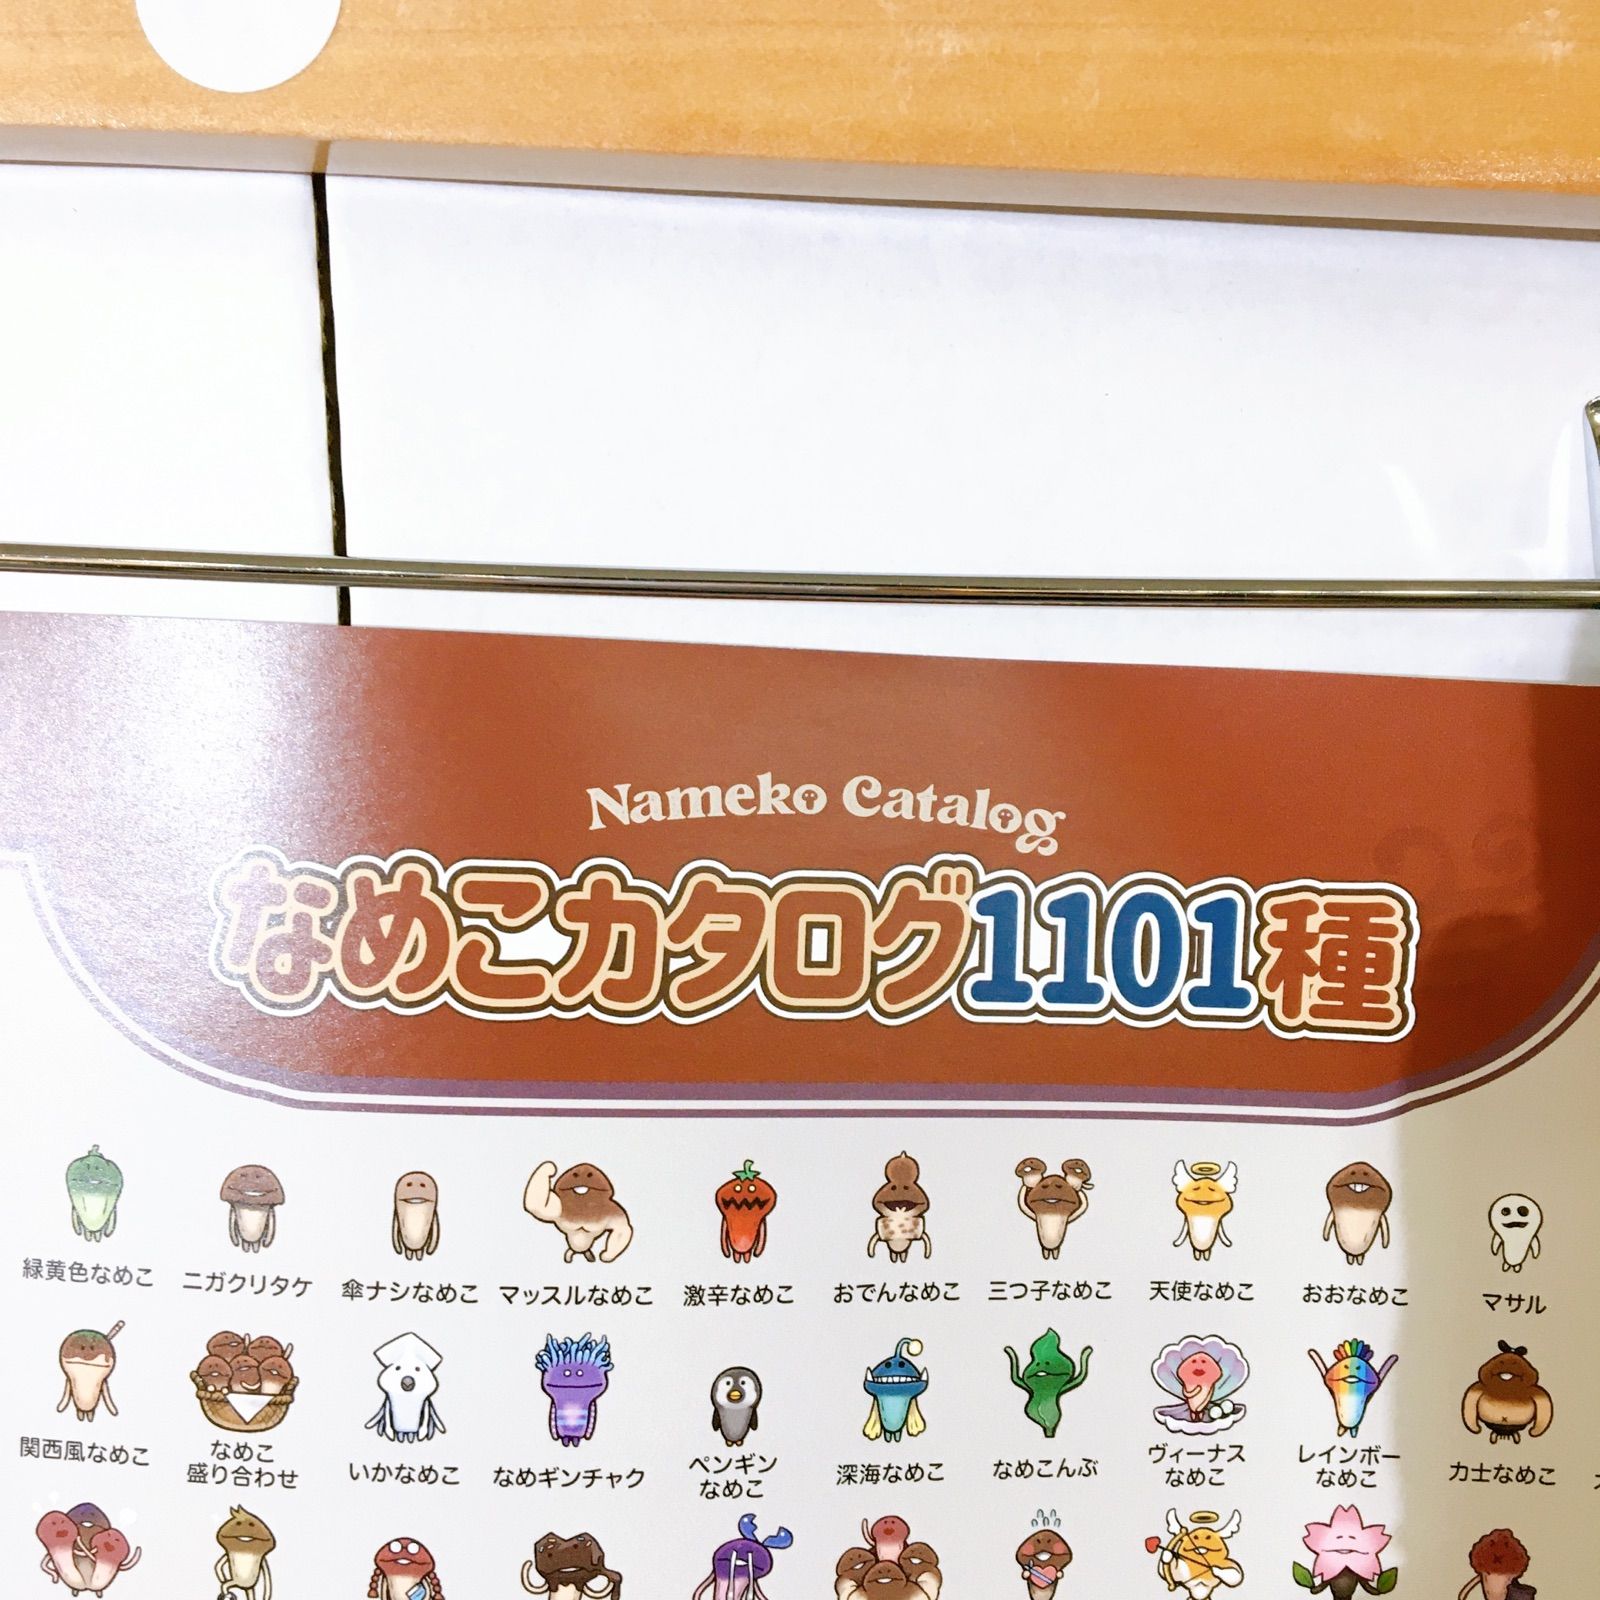 Nameko Catalog
なめこカタログ1101種
緑黄色なめこ
ニガクリタケ
傘ナシなめこ
マッスルなめこ
激辛なめこ
おでんなめこ
三つ子なめこ
天使なめこ
おおなめこ
マサル
関西風なめこ
なめこ
盛り合わせ
いかなめこ
なめギンチャク
ペンギン
なめこ
深海なめこ
なめこんぶ
ヴィーナス
なめこ
レインボー
なめこ
力士なめこ